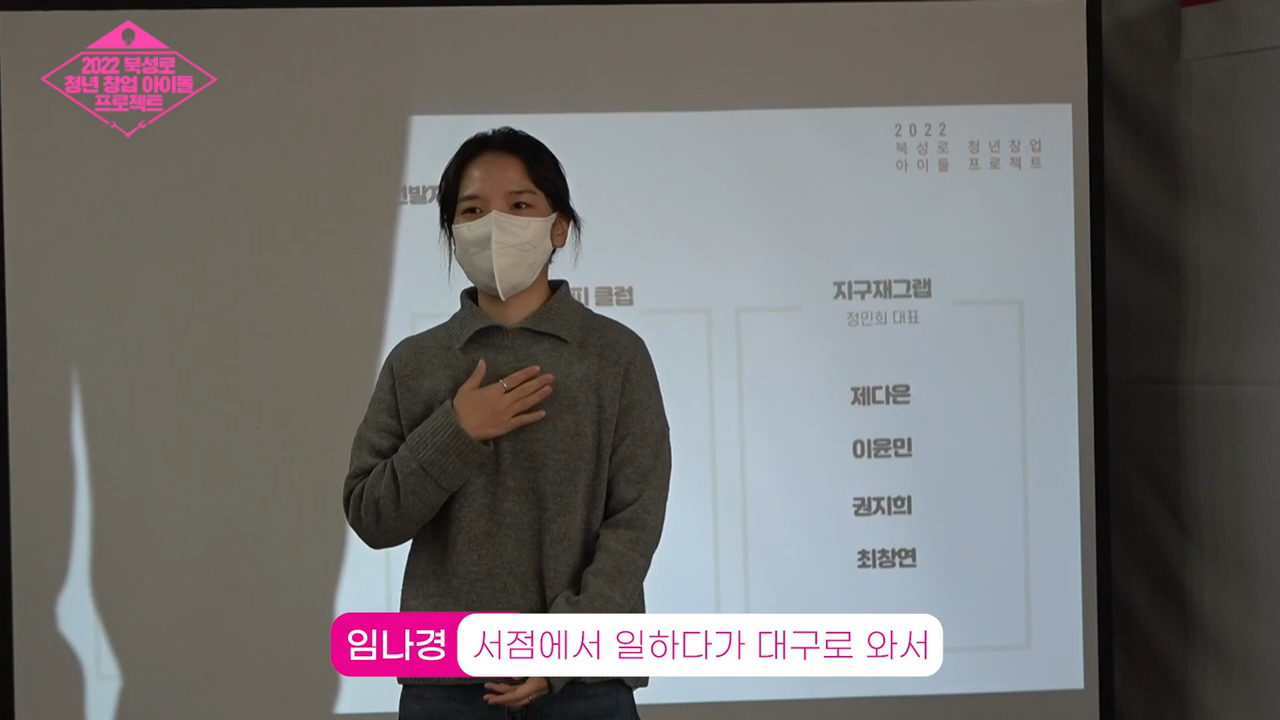 2022 북성로
청년 창업 아이돌
프로젝트
2022
북성로 청년창업
아이돌 프로젝트
피 클럽
지구재그랩
정민희 대표
제다은
이윤민
권지희
최창연
임나경 서점에서 일하다가 대구로 와서